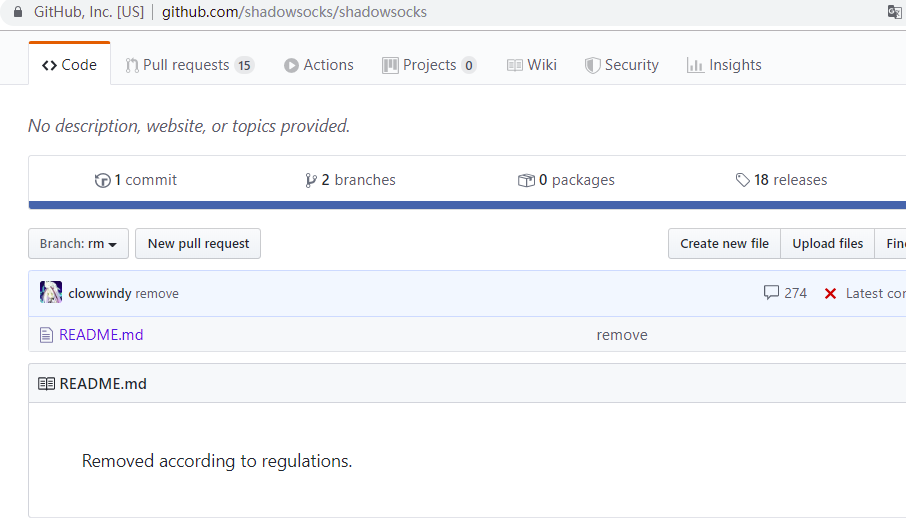 GitHub, Inc. [US] | github.com/shadowsocks/shadowsocks
Code Pull requests 15 Actions Projects 0 Wiki Security Insights
No description, website, or topics provided.
1 commit 2 branches 0 packages 18 releases
Branch: rm New pull request Create new file Upload files Fin
clowwindy remove 274 Latest co
README.md remove
README.md
Removed according to regulations.